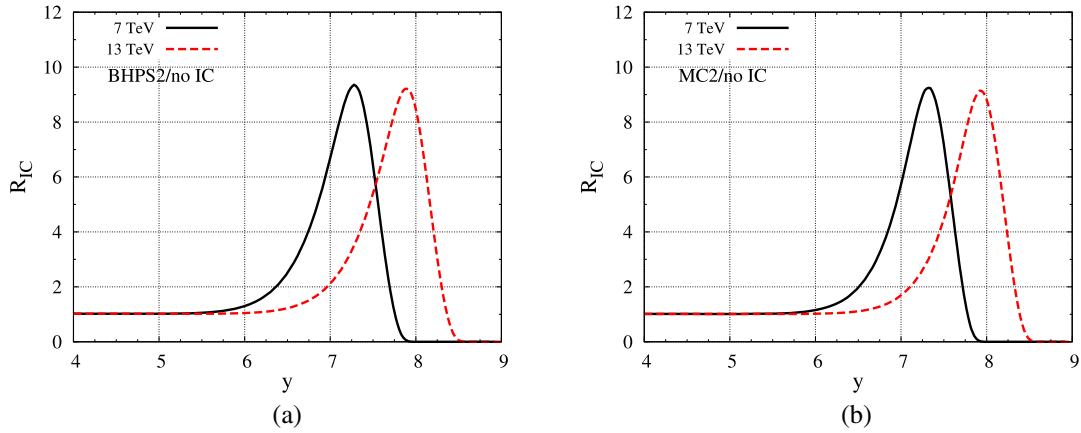 12
10
8
6
4
2
0
R_IC
7 TeV
13 TeV
BHPS2/no IC
4 5 6 7 8 9
y
(a)
12
10
8
6
4
2
0
R_IC
7 TeV
13 TeV
MC2/no IC
4 5 6 7 8 9
y
(b)